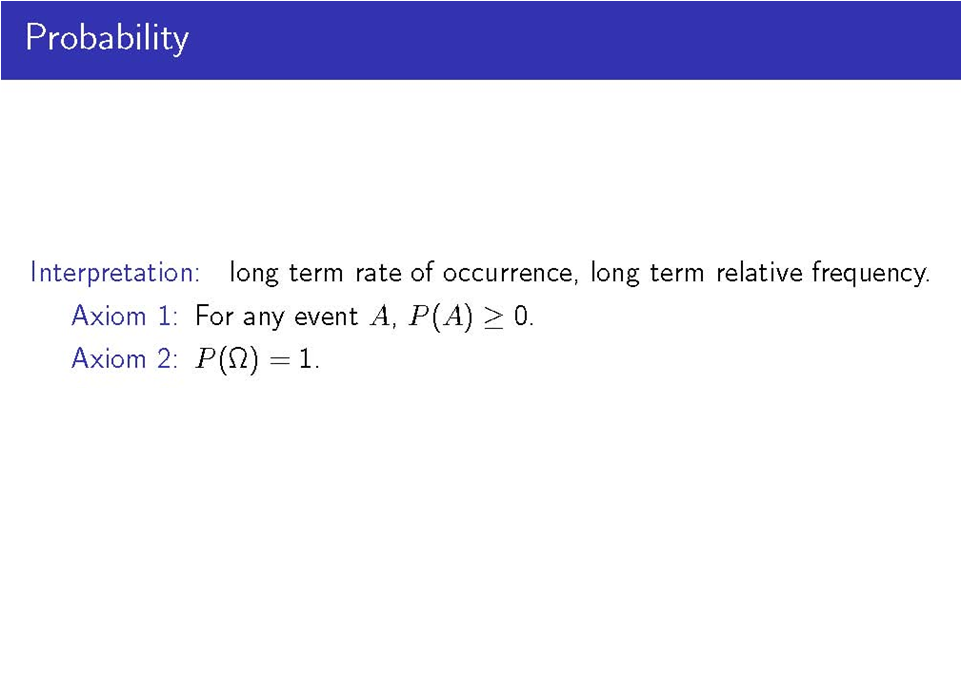 Probability
Interpretation: long term rate of occurrence, long term relative frequency.
Axiom 1: For any event A, P(A) ≥ 0.
Axiom 2: P(Ω) = 1.